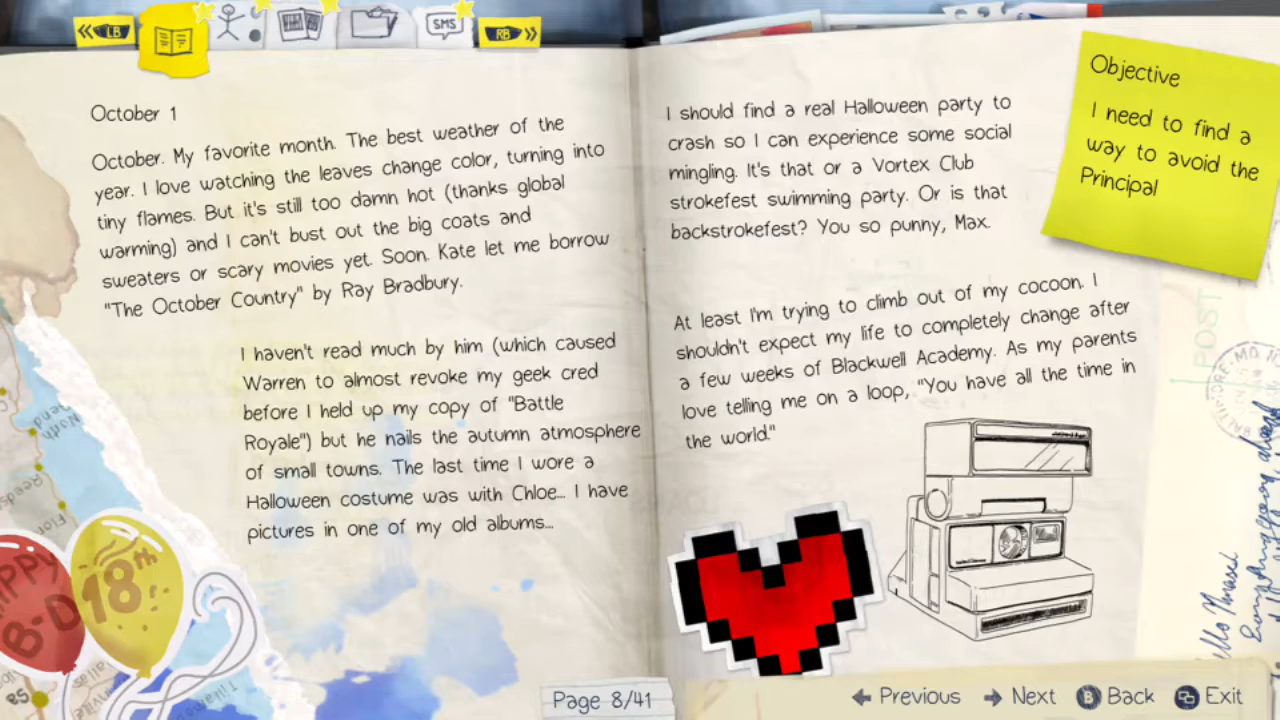 LB
SMS
RB
October 1
October. My favorite month. The best weather of the
year. I love watching the leaves change color, turning into
tiny flames. But it's still too damn hot (thanks global
warming) and I can't bust out the big coats and
sweaters or scary movies yet. Soon. Kate let me borrow
"The October Country" by Ray Bradbury.
I haven't read much by him (which caused
Warren to almost revoke my geek cred
before I held up my copy of "Battle
Royale") but he nails the autumn atmosphere
of small towns. The last time I wore a
Halloween costume was with Chloe... I have
pictures in one of my old albums...
I should find a real Halloween party to
crash so I can experience some social
mingling. It's that or a Vortex Club
strokefest swimming party. Or is that
backstrokefest? You so punny, Max.
At least I'm trying to climb out of my cocoon. I
shouldn't expect my life to completely change after
a few weeks of Blackwell Academy. As my parents
love telling me on a loop, "You have all the time in
the world."
Objective
I need to find a
way to avoid the
Principal
POST
North
Bend
18th
B-D
Page 8/41
Previous
Next
B Back
Exit